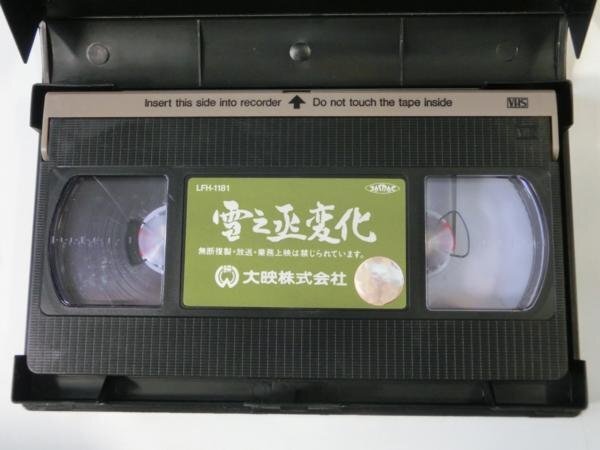 Insert this side into recorder ↑ Do not touch the tape inside
VHS
LFH-1181
雪之丞変化
無断複製・放送・業務上映は禁じられています。
大映株式会社